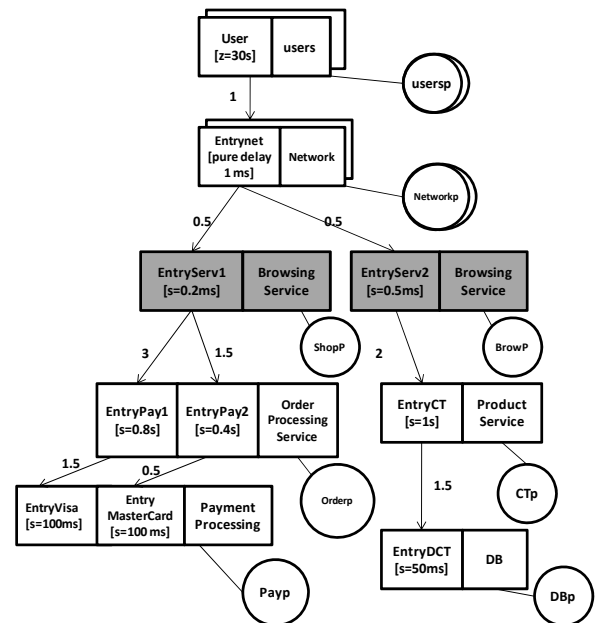 User
[z=30s]
users
usersp
1
Entrynet
[pure delay
1 ms]
Network
Networkp
0.5
0.5
EntryServ1
[s=0.2ms]
Browsing
Service
EntryServ2
[s=0.5ms]
Browsing
Service
ShopP
BrowP
3
1.5
2
EntryPay1
[s=0.8s]
EntryPay2
[s=0.4s]
Order
Processing
Service
EntryCT
[s=1s]
Product
Service
1.5
0.5
Orderp
1.5
CTp
EntryVisa
[s=100ms]
Entry
MasterCard
[s=100 ms]
Payment
Processing
EntryDCT
[s=50ms]
DB
Payp
DBp